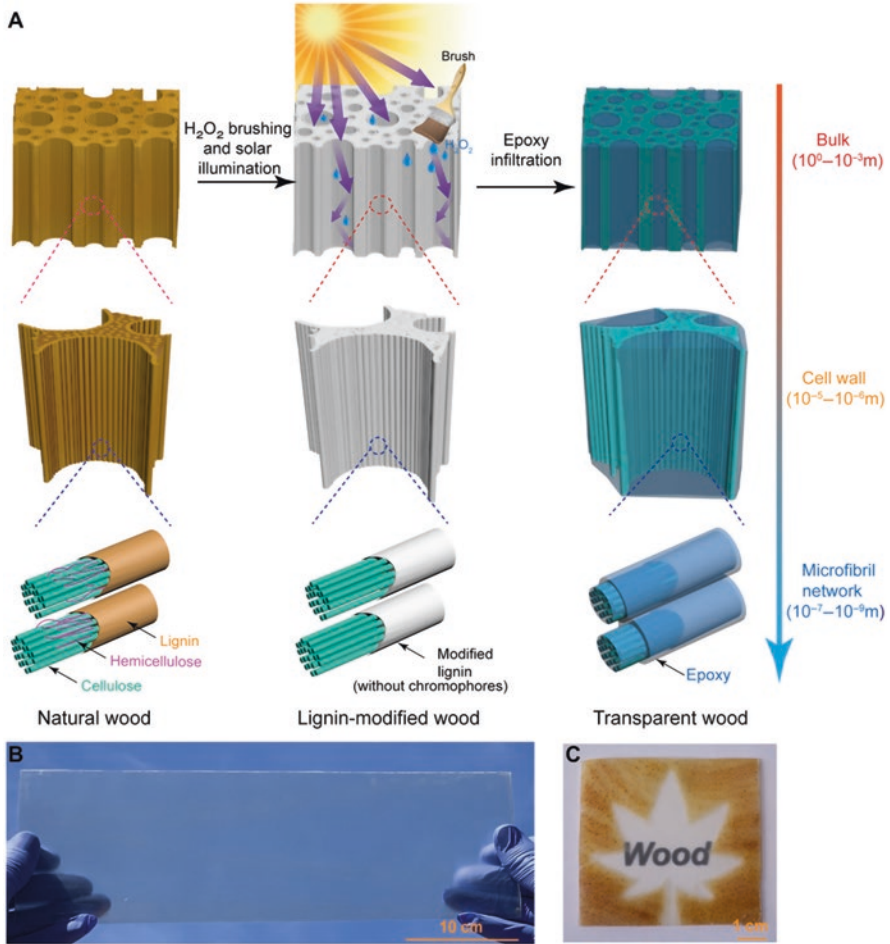 A
Brush
H₂O₂ brushing
and solar
illumination
H₂O₂
Epoxy
infiltration
Bulk
(10⁰–10⁻³m)
Cell wall
(10⁻⁵–10⁻⁶m)
Microfibril
network
(10⁻⁷–10⁻⁹m)
Lignin
Hemicellulose
Cellulose
Modified
lignin
(without chromophores)
Epoxy
Natural wood
Lignin-modified wood
Transparent wood
B
10 cm
C
Wood
1 cm